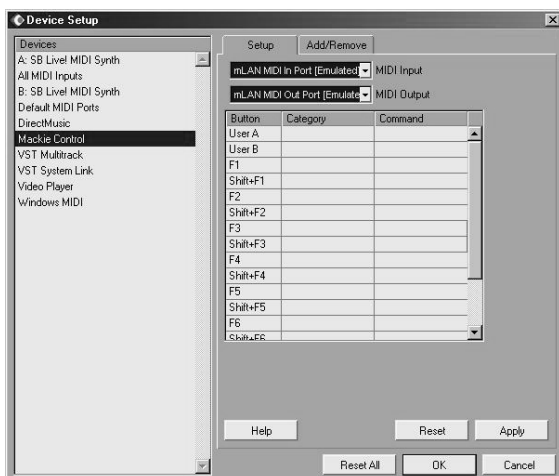 Device Setup
Devices
A: SB Live! MIDI Synth
All MIDI Inputs
B: SB Live! MIDI Synth
Default MIDI Ports
DirectMusic
Mackie Control
VST Multitrack
VST System Link
Video Player
Windows MIDI
Setup Add/Remove
mLAN MIDI In Port [Emulated] MIDI Input
mLAN MIDI Out Port [Emulate MIDI Output
Button Category Command
User A
User B
F1
Shift+F1
F2
Shift+F2
F3
Shift+F3
F4
Shift+F4
F5
Shift+F5
F6
Shift+F6
Help Reset Apply
Reset All OK Cancel